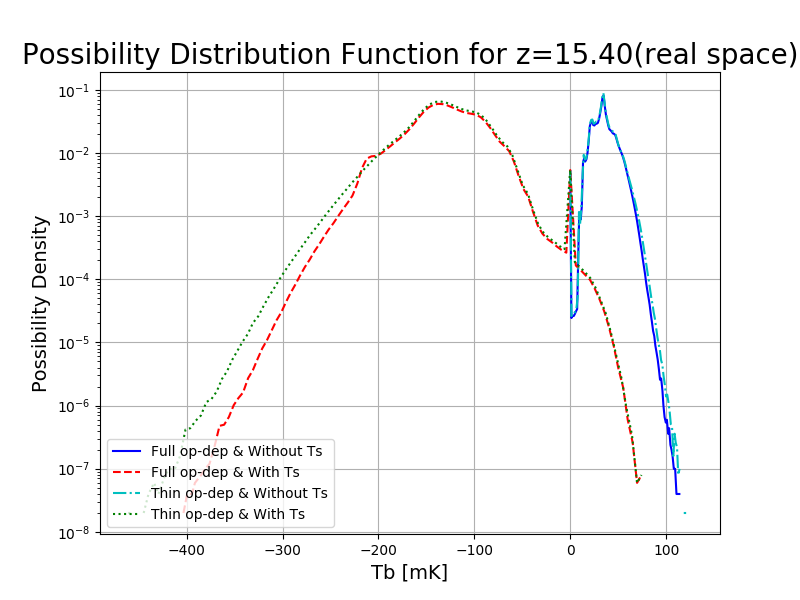 Possibility Distribution Function for z=15.40(real space)
Possibility Density
10⁻¹
10⁻²
10⁻³
10⁻⁴
10⁻⁵
10⁻⁶
10⁻⁷
10⁻⁸
Full op-dep & Without Ts
Full op-dep & With Ts
Thin op-dep & Without Ts
Thin op-dep & With Ts
−400 −300 −200 −100 0 100
Tb [mK]